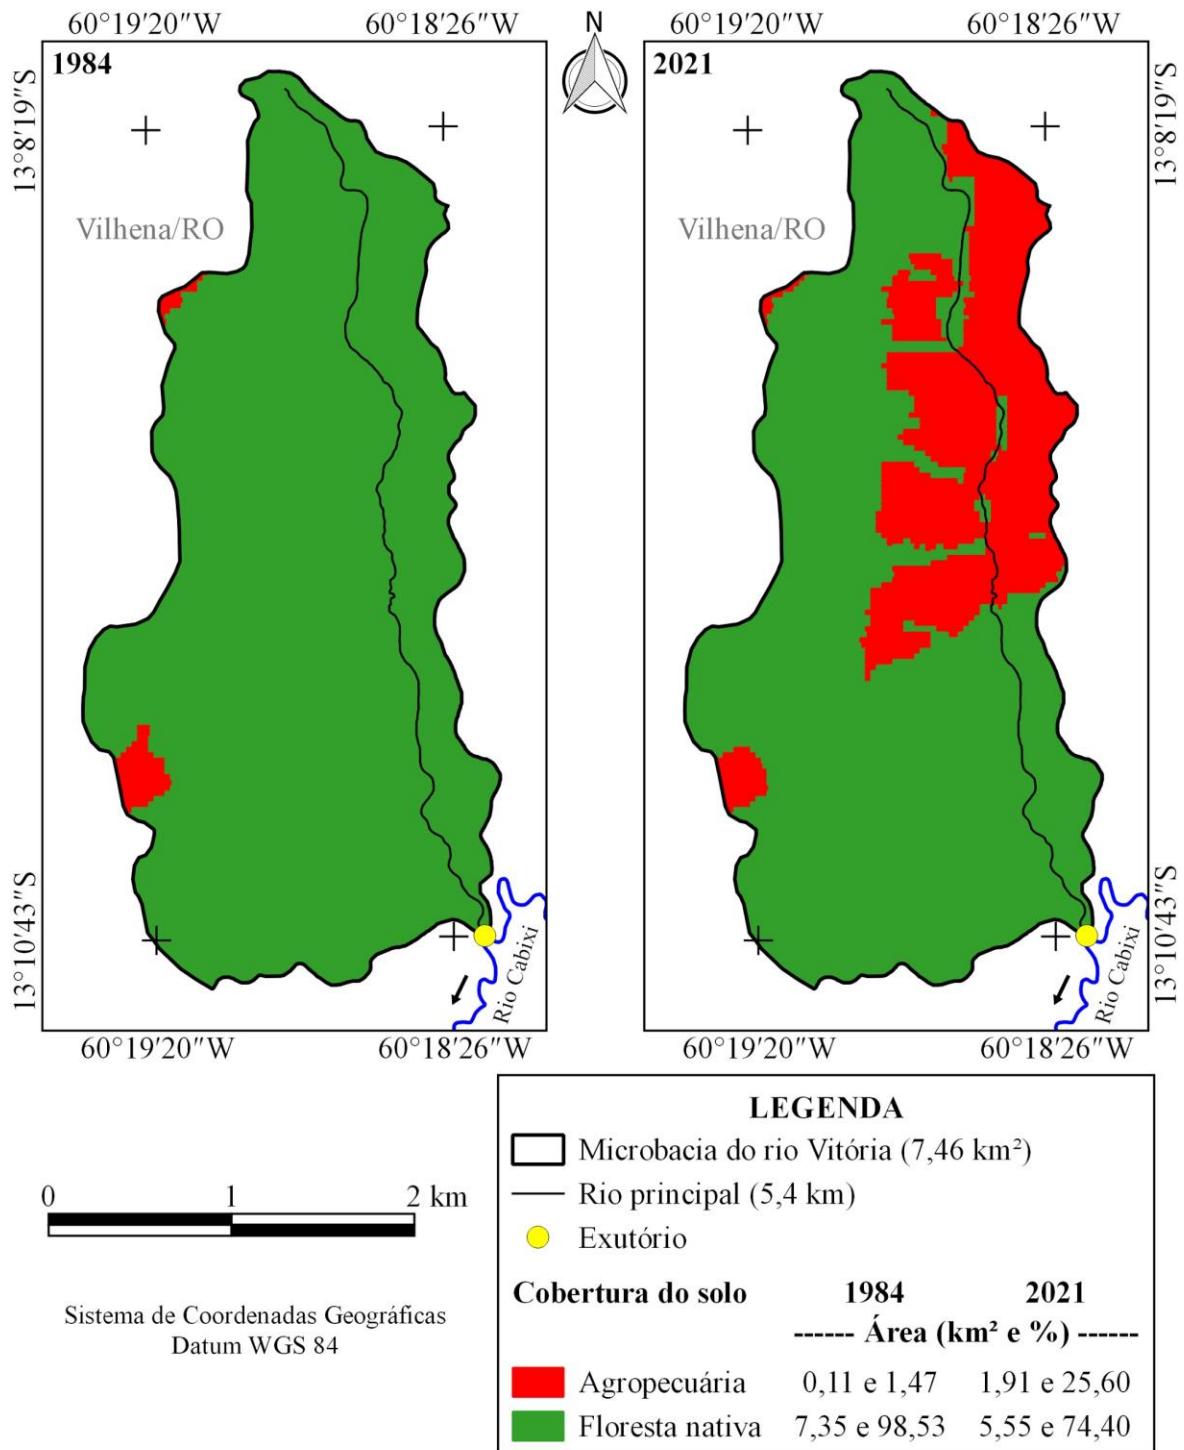 60°19'20"W 60°18'26"W N 60°19'20"W 60°18'26"W
1984 2021
13°8'19"S 13°8'19"S
Vilhena/RO Vilhena/RO
13°10'43"S 13°10'43"S
Rio Cabixi Rio Cabixi
60°19'20"W 60°18'26"W 60°19'20"W 60°18'26"W
0 1 2 km
Sistema de Coordenadas Geográficas
Datum WGS 84
LEGENDA
Microbacia do rio Vitória (7,46 km²)
Rio principal (5,4 km)
Exutório
Cobertura do solo 1984 2021
------ Área (km² e %) ------
Agropecuária 0,11 e 1,47 1,91 e 25,60
Floresta nativa 7,35 e 98,53 5,55 e 74,40